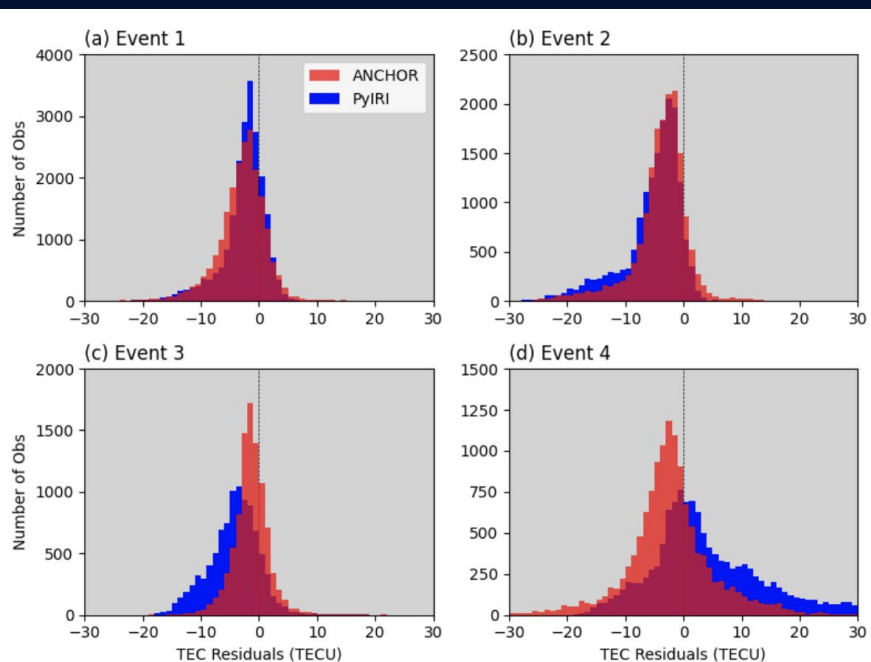 (a) Event 1
4000
3000
2000
1000
0
Number of Obs
ANCHOR
PyIRI
−30 −20 −10 0 10 20 30
(b) Event 2
2500
2000
1500
1000
500
0
−30 −20 −10 0 10 20 30
(c) Event 3
2000
1500
1000
500
0
Number of Obs
−30 −20 −10 0 10 20 30
TEC Residuals (TECU)
(d) Event 4
1500
1250
1000
750
500
250
0
−30 −20 −10 0 10 20 30
TEC Residuals (TECU)